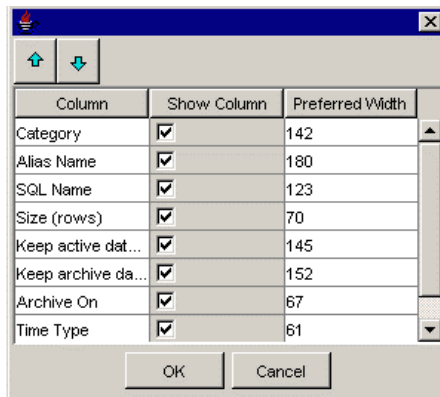 Column Show Column Preferred Width
Category 142
Alias Name 180
SQL Name 123
Size (rows) 70
Keep active dat... 145
Keep archive da... 152
Archive On 67
Time Type 61
OK Cancel